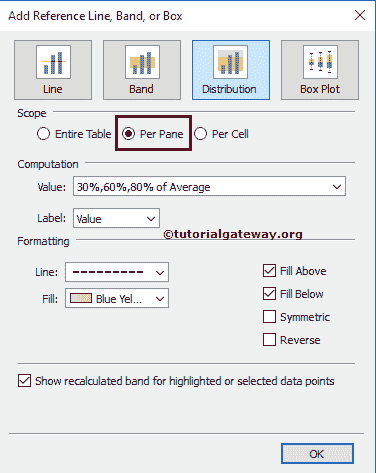 Add Reference Line, Band, or Box
Line Band Distribution Box Plot
Scope
Entire Table Per Pane Per Cell
Computation
Value: 30%,60%,80% of Average
Label: Value
©tutorialgateway.org
Formatting
Line: Fill Above
Fill: Blue Yel... Fill Below
Symmetric
Reverse
Show recalculated band for highlighted or selected data points
OK